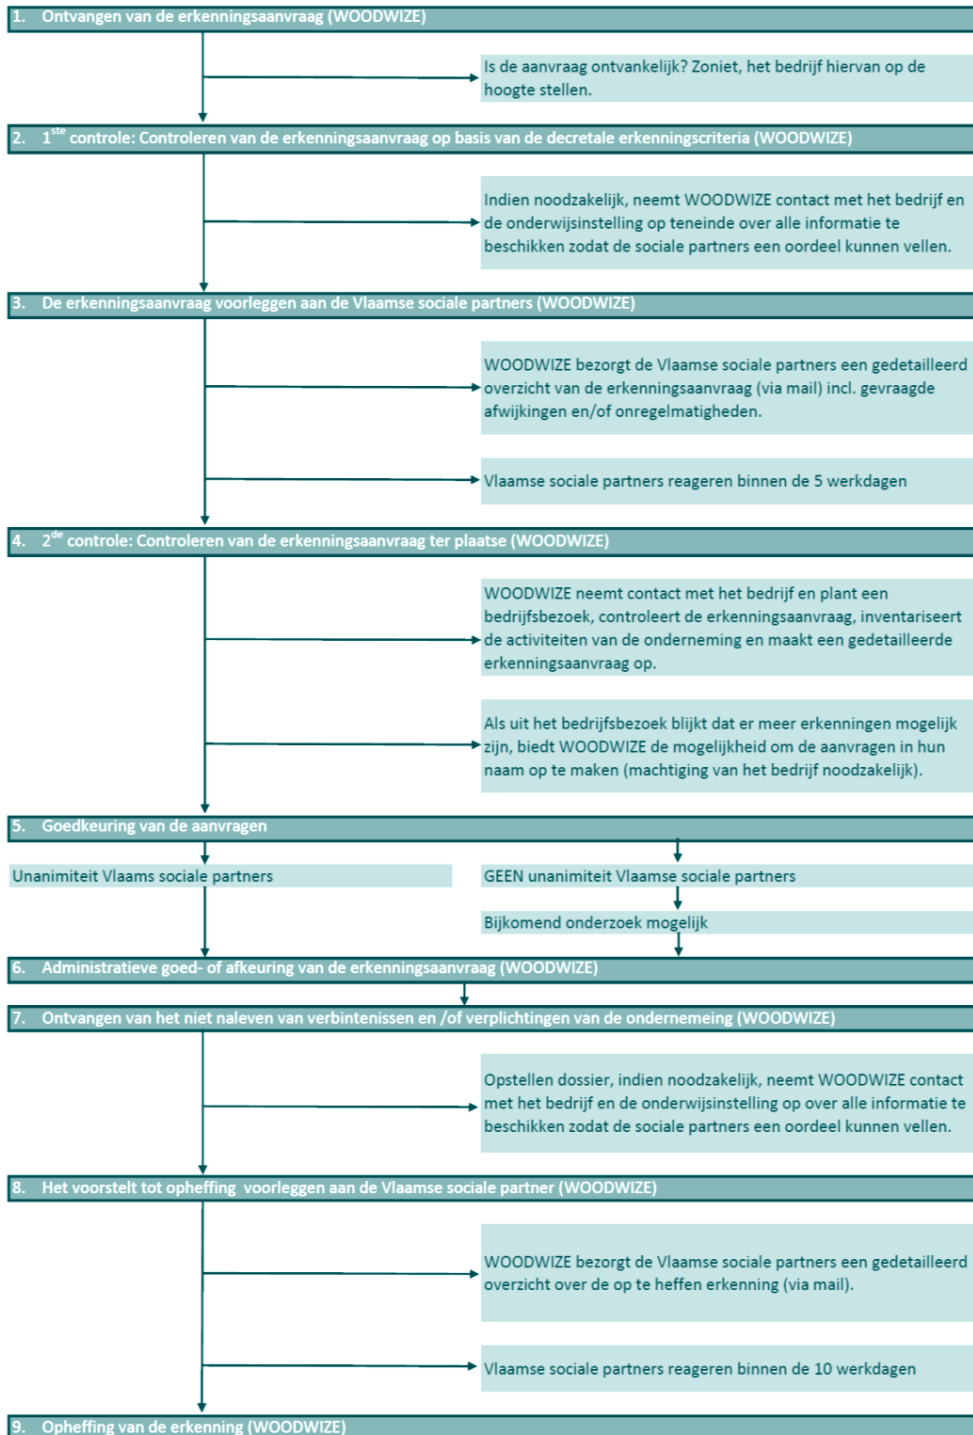 1. Ontvangen van de erkenningsaanvraag (WOODWIZE)
Is de aanvraag ontvankelijk? Zoniet, het bedrijf hiervan op de
hoogte stellen.
2. 1ste controle: Controleren van de erkenningsaanvraag op basis van de decretale erkenningscriteria (WOODWIZE)
Indien noodzakelijk, neemt WOODWIZE contact met het bedrijf en
de onderwijsinstelling op teneinde over alle informatie te
beschikken zodat de sociale partners een oordeel kunnen vellen.
3. De erkenningsaanvraag voorleggen aan de Vlaamse sociale partners (WOODWIZE)
WOODWIZE bezorgt de Vlaamse sociale partners een gedetailleerd
overzicht van de erkenningsaanvraag (via mail) incl. gevraagde
afwijkingen en/of onregelmatigheden.
Vlaamse sociale partners reageren binnen de 5 werkdagen
4. 2de controle: Controleren van de erkenningsaanvraag ter plaatse (WOODWIZE)
WOODWIZE neemt contact met het bedrijf en plant een
bedrijfsbezoek, controleert de erkenningsaanvraag, inventariseert
de activiteiten van de onderneming en maakt een gedetailleerde
erkenningsaanvraag op.
Als uit het bedrijfsbezoek blijkt dat er meer erkenningen mogelijk
zijn, biedt WOODWIZE de mogelijkheid om de aanvragen in hun
naam op te maken (machtiging van het bedrijf noodzakelijk).
5. Goedkeuring van de aanvragen
Unanimiteit Vlaams sociale partners
GEEN unanimiteit Vlaamse sociale partners
Bijkomend onderzoek mogelijk
6. Administratieve goed- of afkeuring van de erkenningsaanvraag (WOODWIZE)
7. Ontvangen van het niet naleven van verbintenissen en /of verplichtingen van de ondernemeing (WOODWIZE)
Opstellen dossier, indien noodzakelijk, neemt WOODWIZE contact
met het bedrijf en de onderwijsinstelling op over alle informatie te
beschikken zodat de sociale partners een oordeel kunnen vellen.
8. Het voorstelt tot opheffing voorleggen aan de Vlaamse sociale partner (WOODWIZE)
WOODWIZE bezorgt de Vlaamse sociale partners een gedetailleerd
overzicht over de op te heffen erkenning (via mail).
Vlaamse sociale partners reageren binnen de 10 werkdagen
9. Opheffing van de erkenning (WOODWIZE)